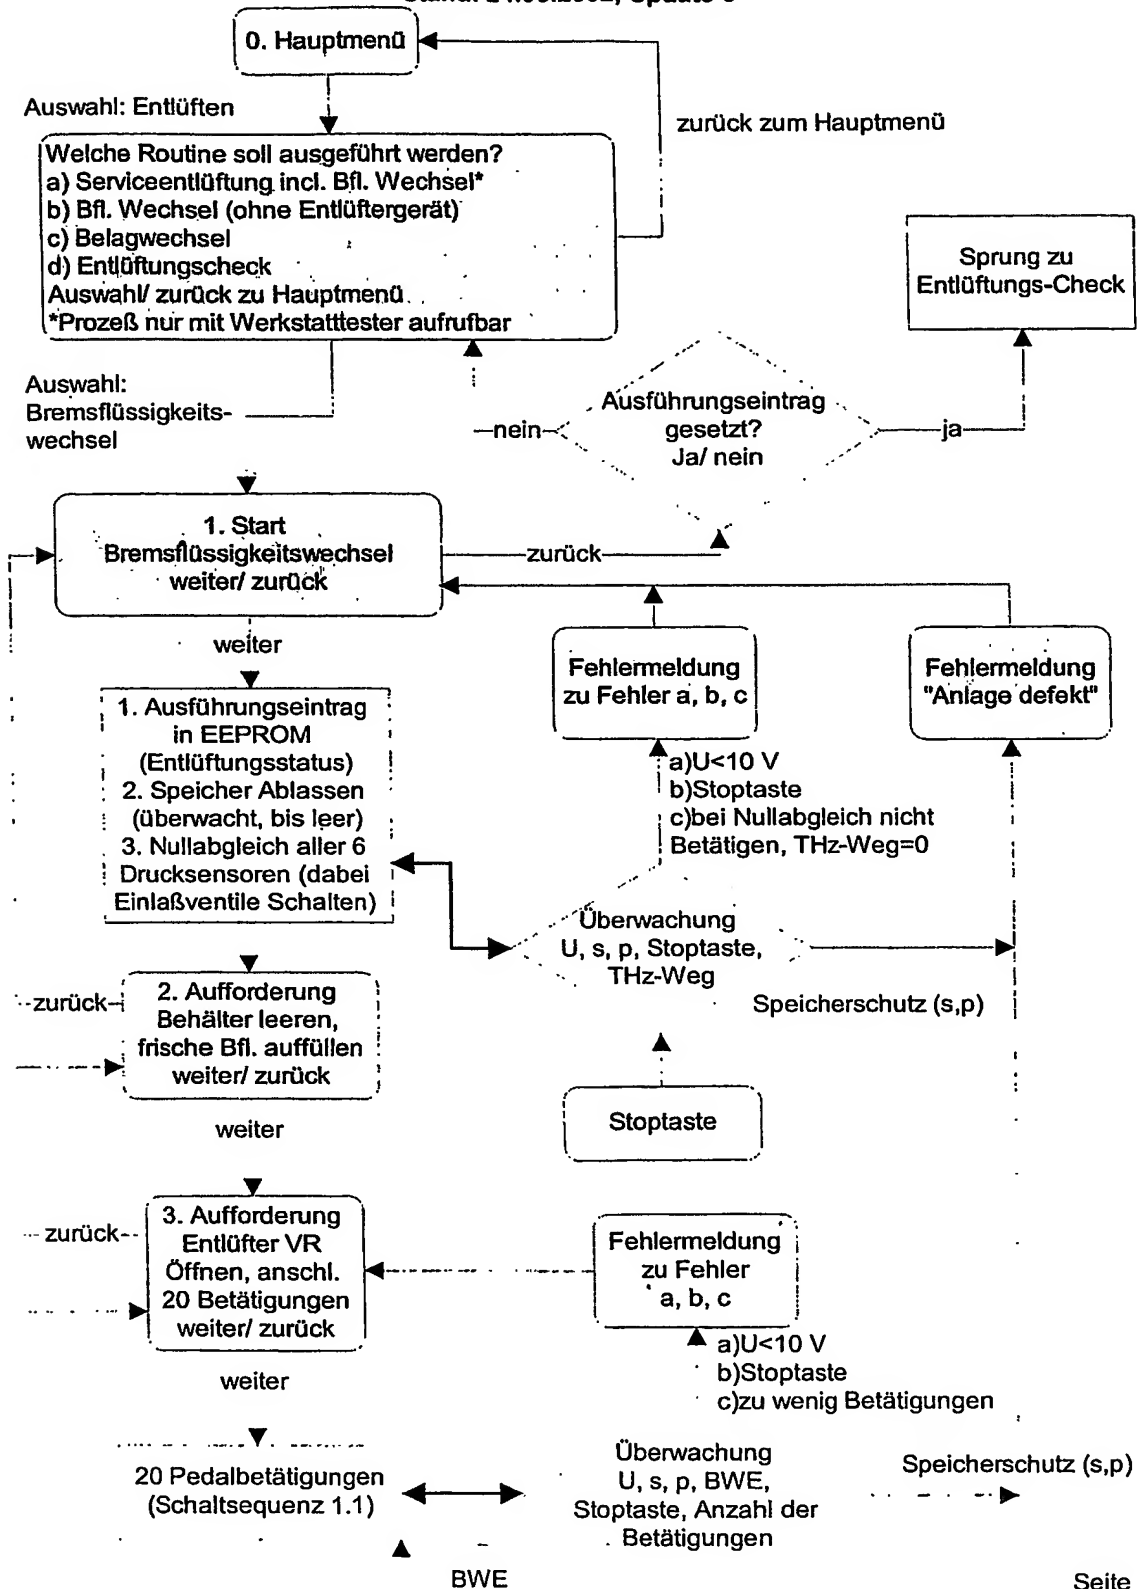 0. Hauptmenü
Auswahl: Entlüften
zurück zum Hauptmenü
Welche Routine soll ausgeführt werden?
a) Serviceentlüftung incl. Bfl. Wechsel*
b) Bfl. Wechsel (ohne Entlüftergerät)
c) Belagwechsel
d) Entlüftungscheck
Auswahl/ zurück zu Hauptmenü
*Prozeß nur mit Werkstatttester aufrufbar
Sprung zu
Entlüftungs-Check
Auswahl:
Bremsflüssigkeits-
wechsel
Ausführungseintrag
gesetzt?
Ja/ nein
nein
ja
1. Start
Bremsflüssigkeitswechsel
weiter/ zurück
zurück
weiter
Fehlermeldung
zu Fehler a, b, c
Fehlermeldung
"Anlage defekt"
1. Ausführungseintrag
in EEPROM
(Entlüftungsstatus)
2. Speicher Ablassen
(überwacht, bis leer)
3. Nullabgleich aller 6
Drucksensoren (dabei
Einlaßventile Schalten)
a)U<10 V
b)Stoptaste
c)bei Nullabgleich nicht
Betätigen, THz-Weg=0
Überwachung
U, s, p, Stoptaste,
THz-Weg
Speicherschutz (s,p)
zurück
2. Aufforderung
Behälter leeren,
frische Bfl. auffüllen
weiter/ zurück
Stoptaste
weiter
zurück
3. Aufforderung
Entlüfter VR
Öffnen, anschl.
20 Betätigungen
weiter/ zurück
Fehlermeldung
zu Fehler
a, b, c
a)U<10 V
b)Stoptaste
c)zu wenig Betätigungen
weiter
20 Pedalbetätigungen
(Schaltsequenz 1.1)
Überwachung
U, s, p, BWE,
Stoptaste, Anzahl der
Betätigungen
Speicherschutz (s,p)
BWE
Seite